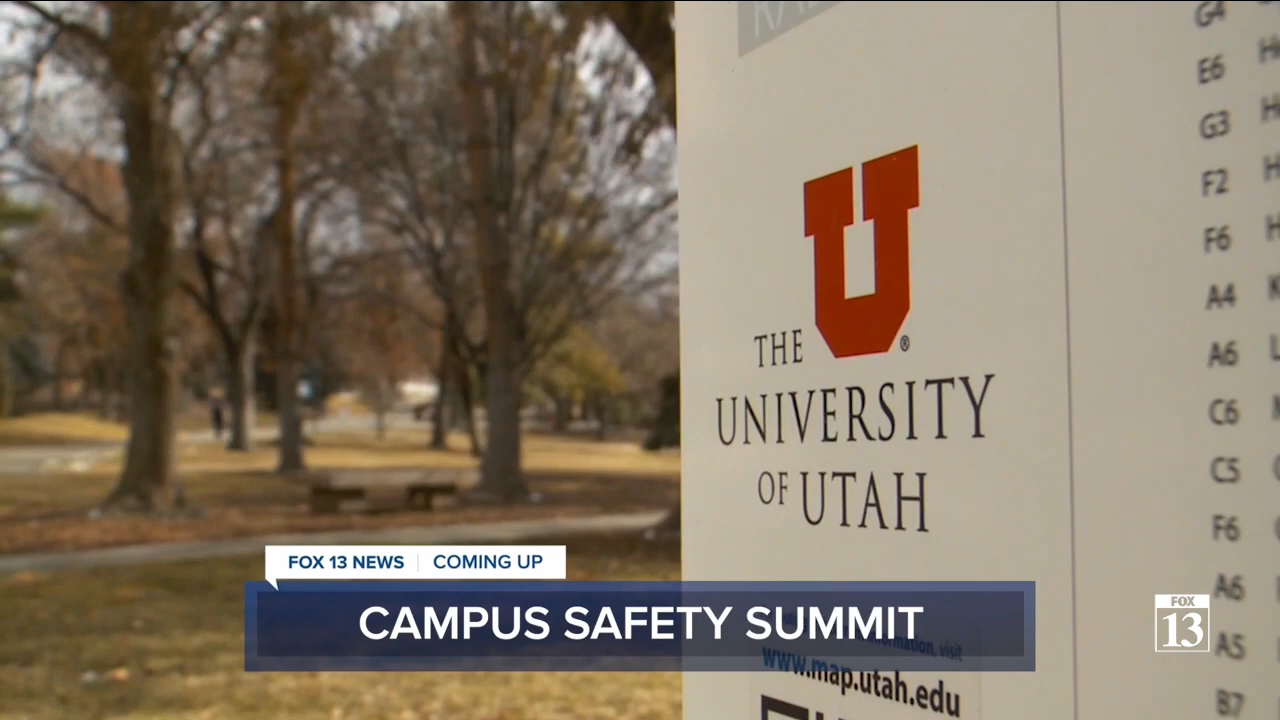 G4
E6
G3
F2
F6
A4
A6
C6
C5
F6
A6
A5
B7
U
®
THE
UNIVERSITY
OF UTAH
FOX 13 NEWS | COMING UP
CAMPUS SAFETY SUMMIT
visit
www.map.utah.edu
FOX
13